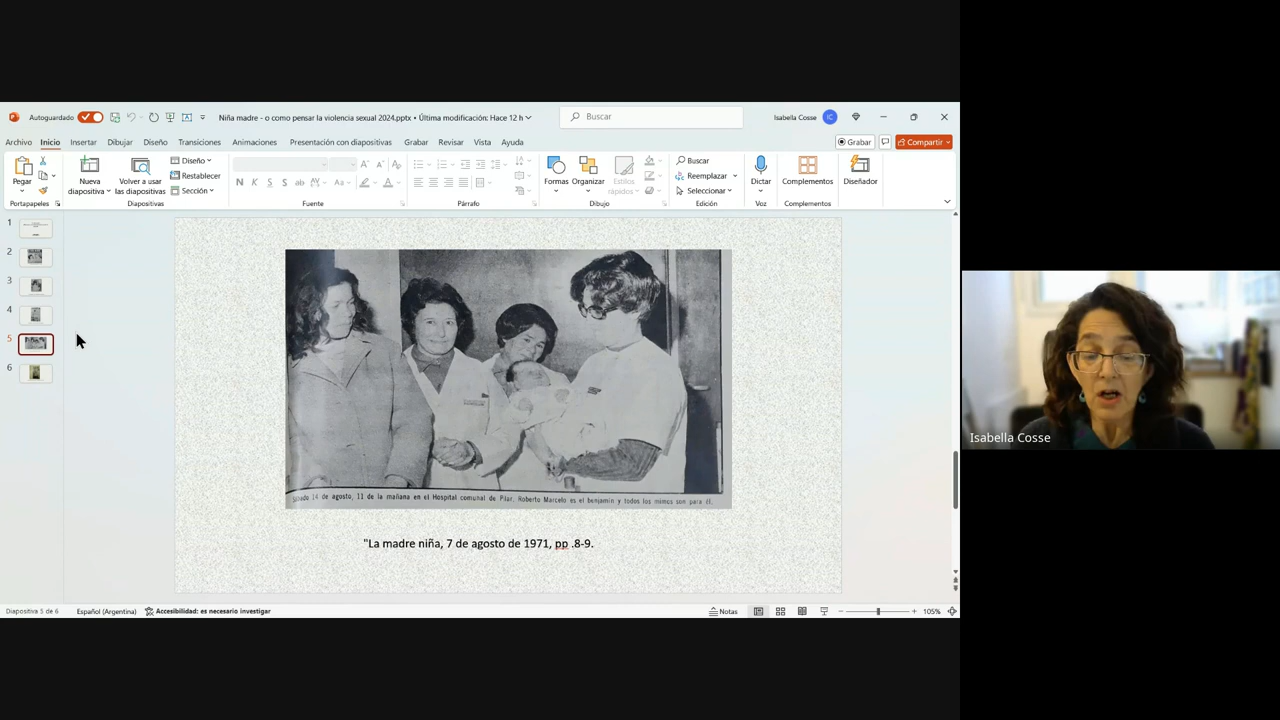 Autoguardado
Niña madre - o como pensar la violencia sexual 2024.pptx • Última modificación: Hace 12 h
Buscar
Isabella Cosse
IC
Archivo Inicio Insertar Dibujar Diseño Transiciones Animaciones Presentación con diapositivas Grabar Revisar Vista Ayuda
Grabar
Compartir
Pegar
Nueva diapositiva
Volver a usar las diapositivas
Diseño
Restablecer
Sección
N K S S ab AV Aa A
Formas
Organizar
Estilos rápidos
Buscar
Reemplazar
Seleccionar
Dictar
Complementos
Diseñador
Portapapeles
Diapositivas
Fuente
Párrafo
Dibujo
Edición
Voz
Complementos
1
2
3
4
5
6
Sábado 14 de agosto, 11 de la mañana en el Hospital comunal de Pilar. Roberto Marcelo es el benjamín y todos los mimos son para él.
"La madre niña, 7 de agosto de 1971, pp .8-9.
Isabella Cosse
Diapositiva 5 de 6
Español (Argentina)
Accesibilidad: es necesario investigar
Notas
105%